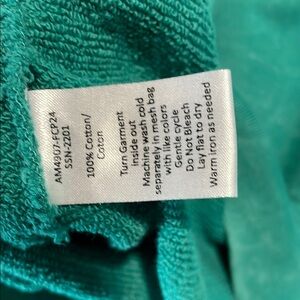 AM4907-FCP24
SSN-2201
100% Cotton/
Coton
Turn Garment
inside out
Machine wash cold
separately in mesh bag
with like colors
Gentle cycle
Do Not Bleach
Lay flat to dry
Warm iron as needed